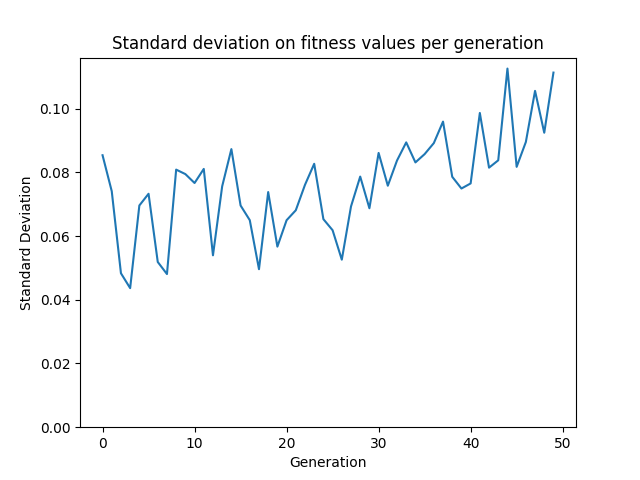 Standard deviation on fitness values per generation
Standard Deviation
0.10
0.08
0.06
0.04
0.02
0.00
0 10 20 30 40 50
Generation